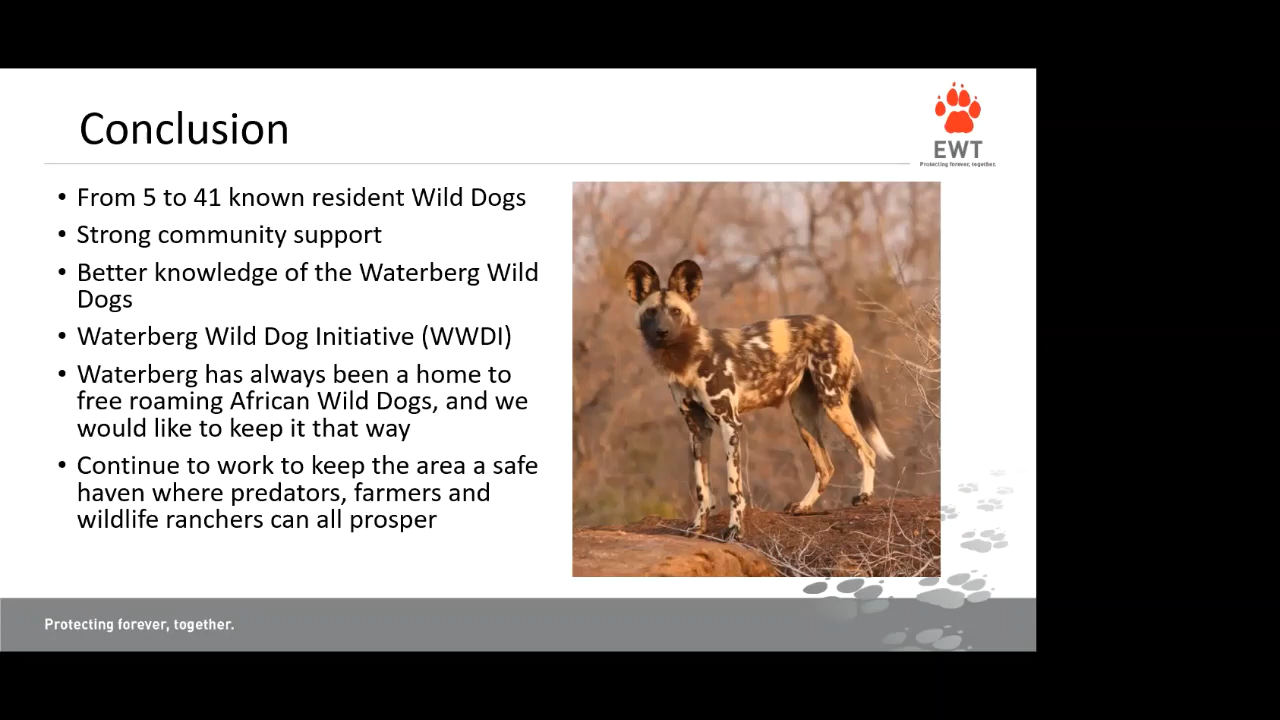 Conclusion
EWT
Protecting forever, together.
• From 5 to 41 known resident Wild Dogs
• Strong community support
• Better knowledge of the Waterberg Wild
Dogs
• Waterberg Wild Dog Initiative (WWDI)
• Waterberg has always been a home to
free roaming African Wild Dogs, and we
would like to keep it that way
• Continue to work to keep the area a safe
haven where predators, farmers and
wildlife ranchers can all prosper
Protecting forever, together.